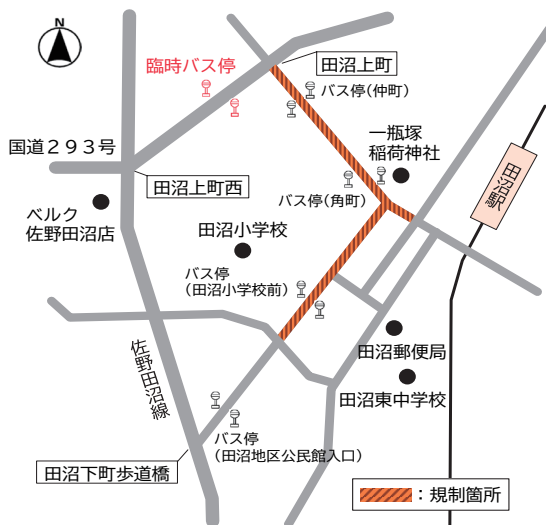 N
臨時バス停
田沼上町
バス停(仲町)
国道293号
一瓶塚
稲荷神社
田沼駅
田沼上町西
ベルク
佐野田沼店
バス停(角町)
田沼小学校
バス停
(田沼小学校前)
田沼郵便局
佐野田沼線
田沼東中学校
バス停
(田沼地区公民館入口)
田沼下町歩道橋
：規制箇所